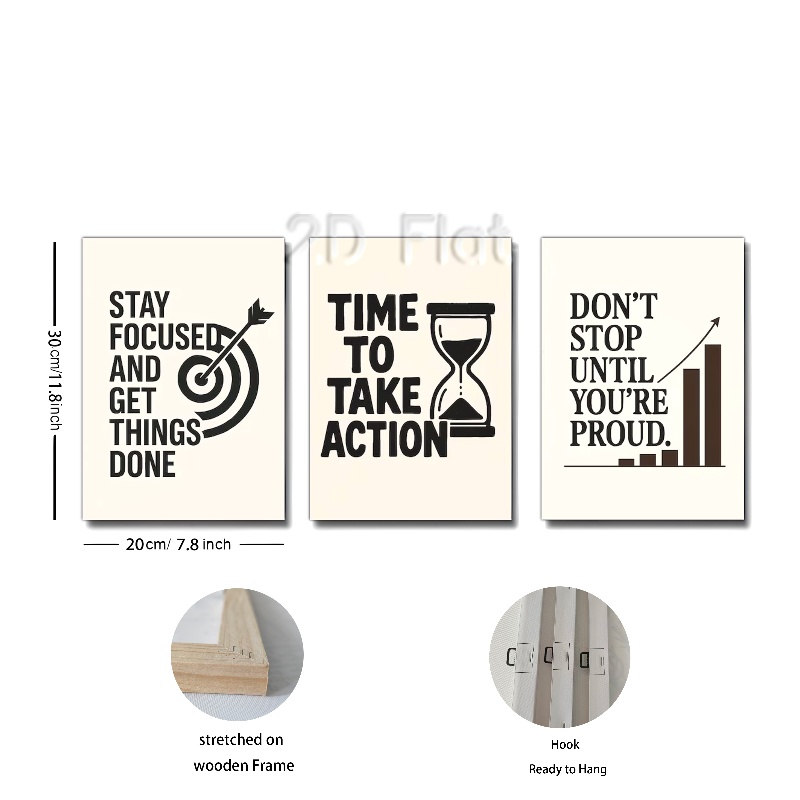 2D Flat
STAY
FOCUSED
AND
GET
THINGS
DONE
TIME
TO
TAKE
ACTION
DON'T
STOP
UNTIL
YOU'RE
PROUD.
30cm/11.8inch
20cm/ 7.8 inch
stretched on
wooden Frame
Hook
Ready to Hang